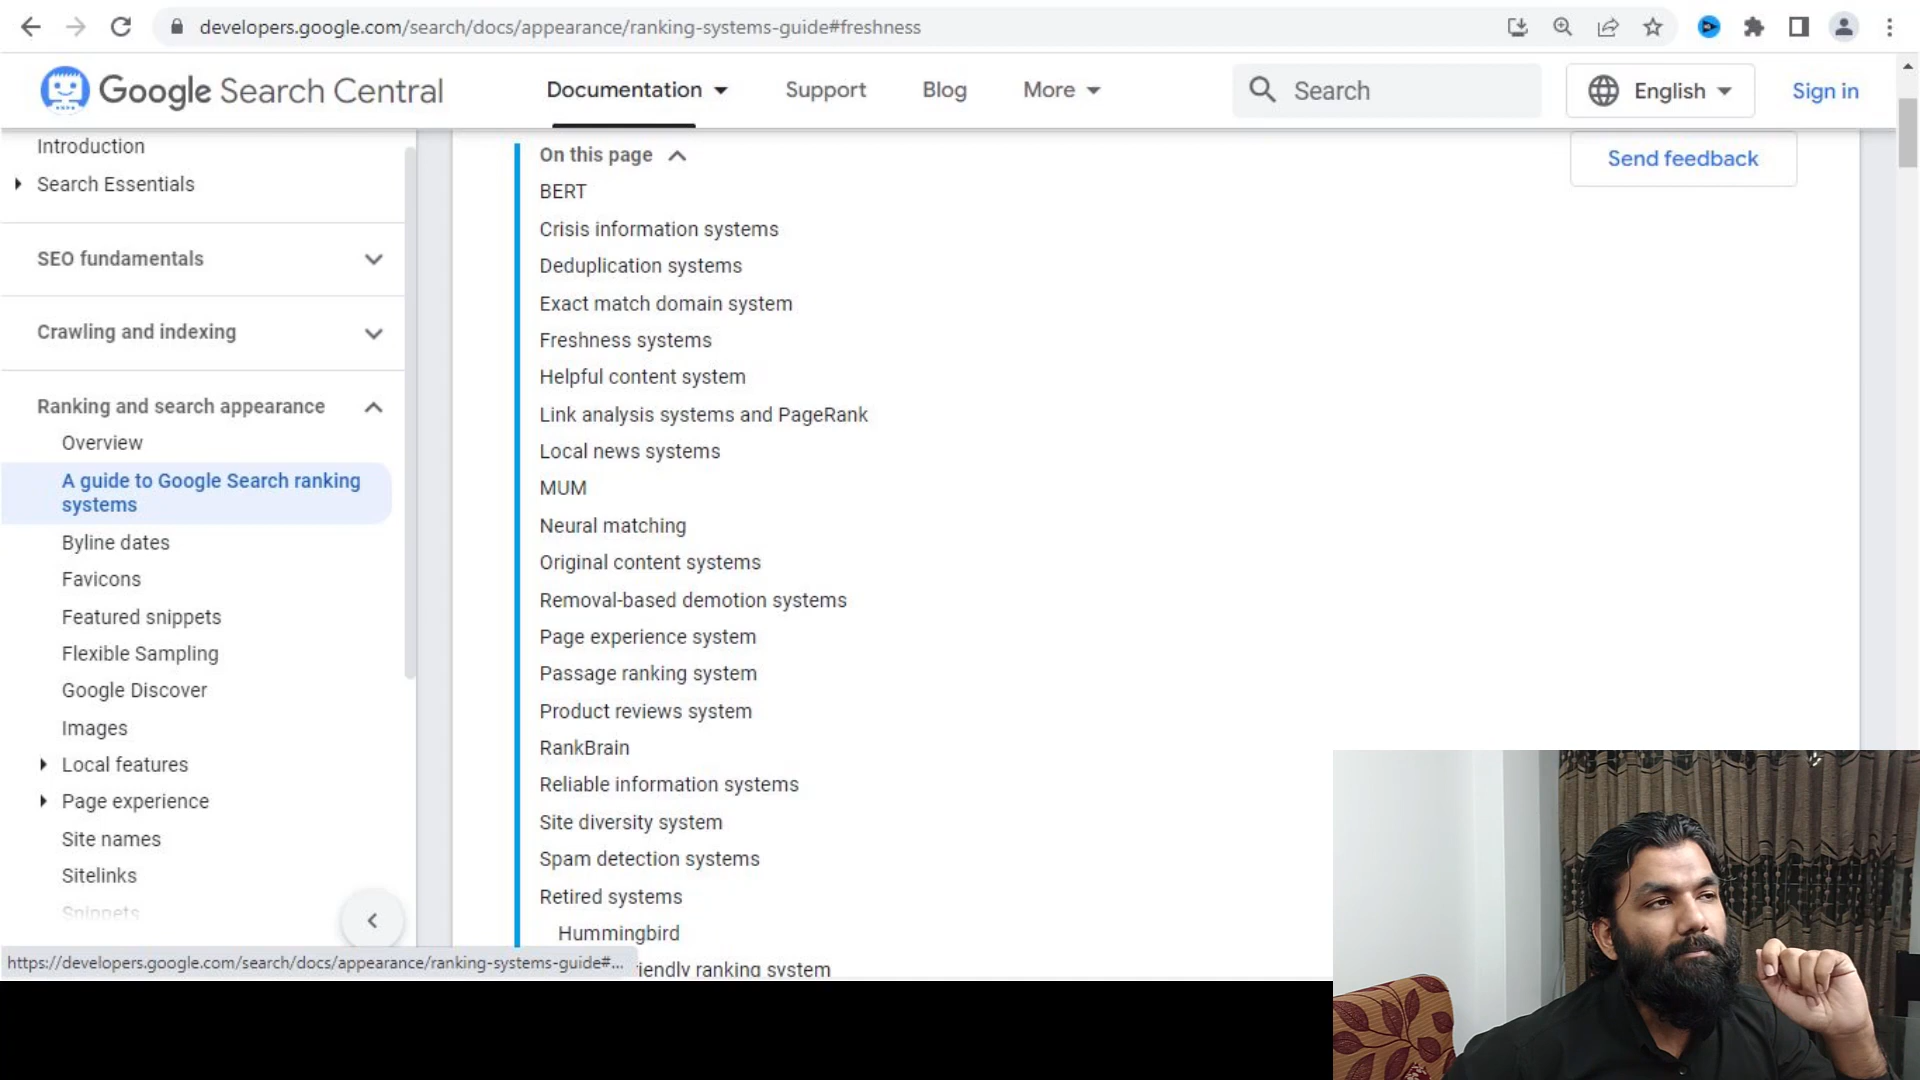 developers.google.com/search/docs/appearance/ranking-systems-guide#freshness
Google Search Central
Documentation
Support
Blog
More
Search
English
Sign in
Introduction
Search Essentials
SEO fundamentals
Crawling and indexing
Ranking and search appearance
Overview
A guide to Google Search ranking
systems
Byline dates
Favicons
Featured snippets
Flexible Sampling
Google Discover
Images
Local features
Page experience
Site names
Sitelinks
Snippets
https://developers.google.com/search/docs/appearance/ranking-systems-guide#...
On this page
BERT
Crisis information systems
Deduplication systems
Exact match domain system
Freshness systems
Helpful content system
Link analysis systems and PageRank
Local news systems
MUM
Neural matching
Original content systems
Removal-based demotion systems
Page experience system
Passage ranking system
Product reviews system
RankBrain
Reliable information systems
Site diversity system
Spam detection systems
Retired systems
Hummingbird
iendly ranking system
Send feedback